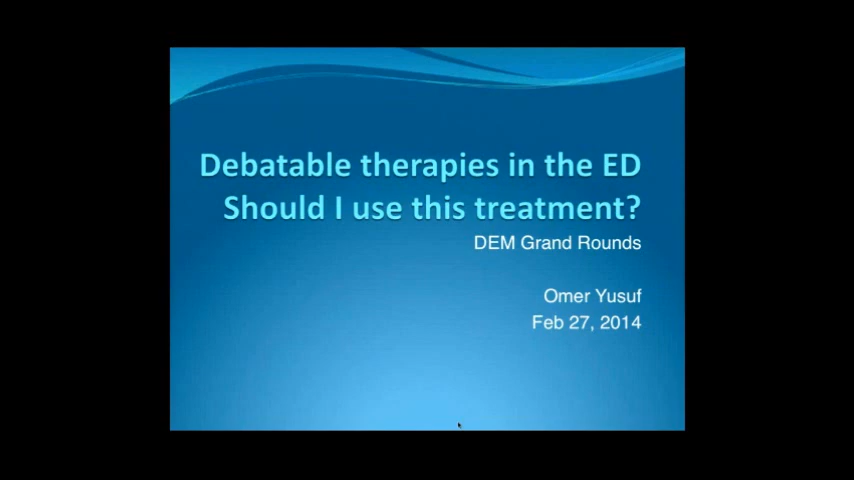 Debatable therapies in the ED
Should I use this treatment?
DEM Grand Rounds
Omer Yusuf
Feb 27, 2014